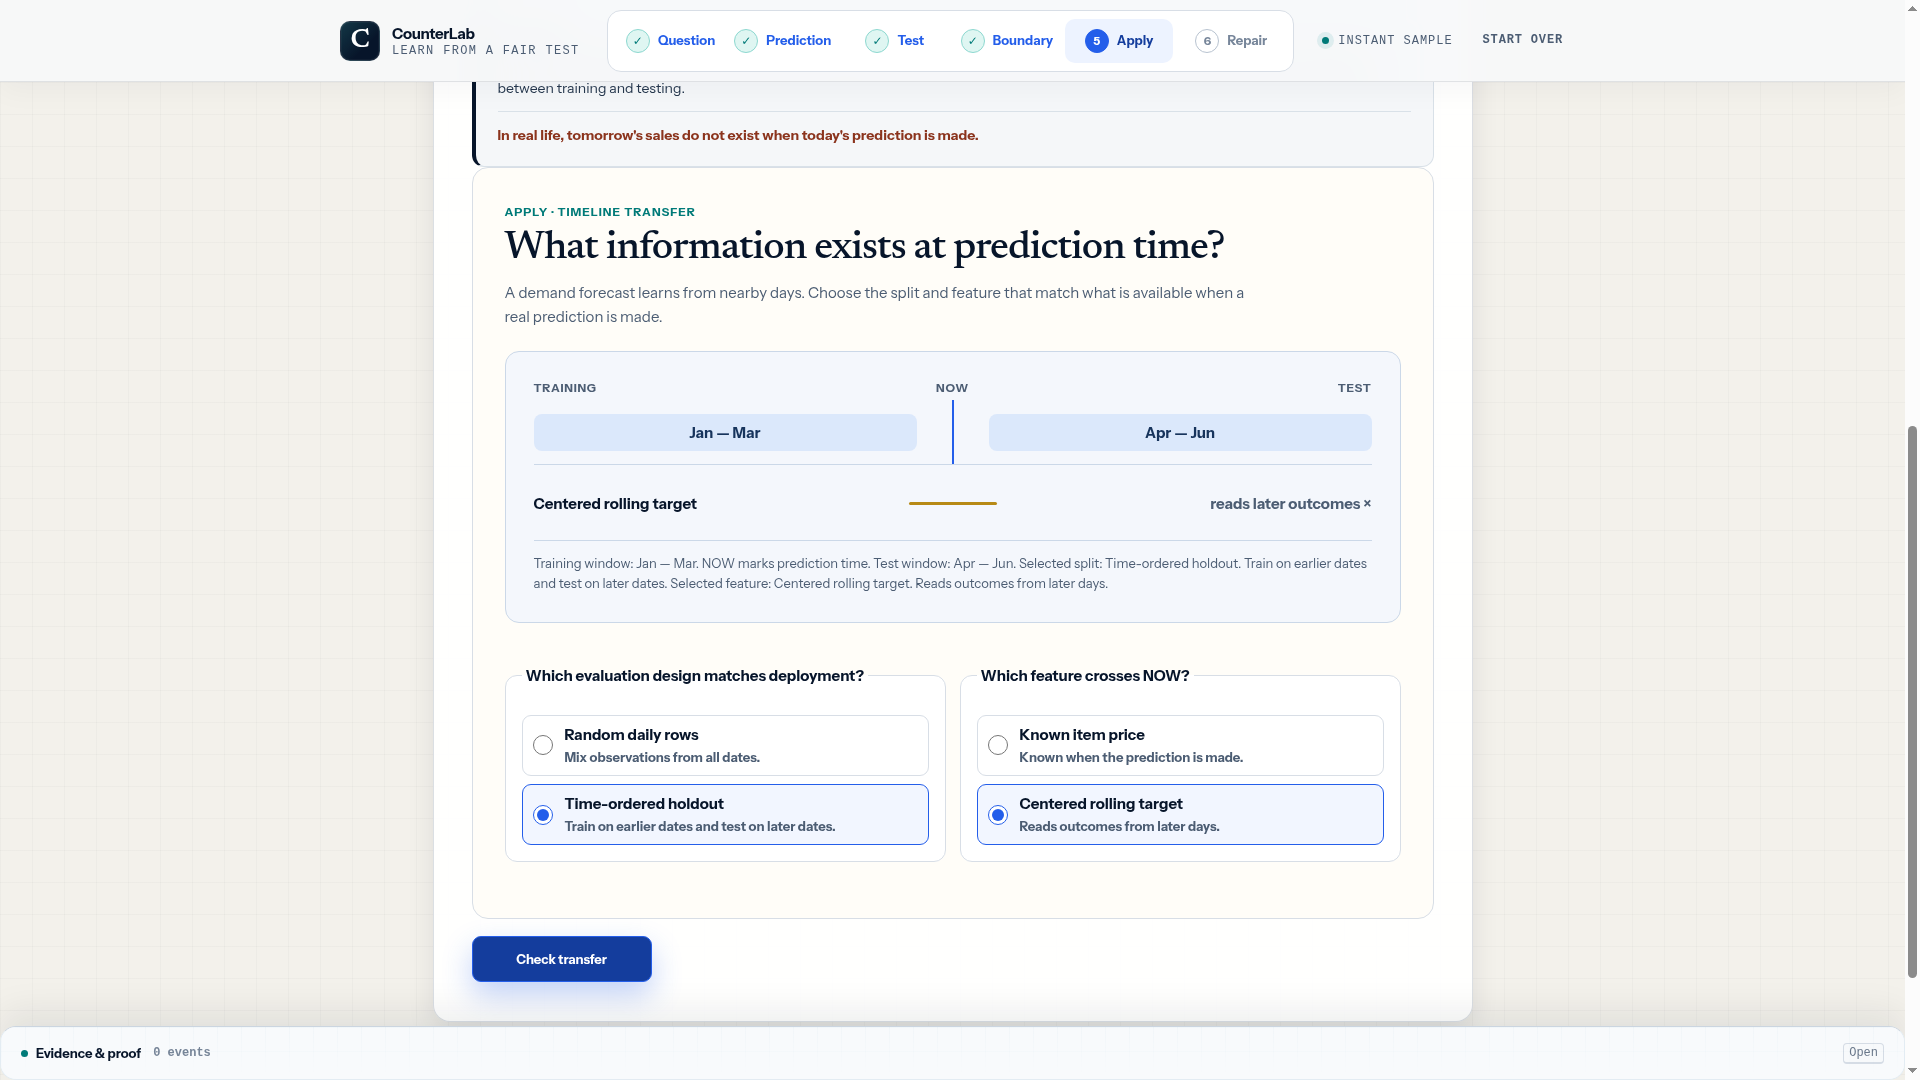 C
CounterLab
LEARN FROM A FAIR TEST
✓ Question
✓ Prediction
✓ Test
✓ Boundary
5 Apply
6 Repair
INSTANT SAMPLE
START OVER
between training and testing.
In real life, tomorrow's sales do not exist when today's prediction is made.
APPLY · TIMELINE TRANSFER
What information exists at prediction time?
A demand forecast learns from nearby days. Choose the split and feature that match what is available when a
real prediction is made.
TRAINING NOW TEST
Jan — Mar Apr — Jun
Centered rolling target reads later outcomes ×
Training window: Jan — Mar. NOW marks prediction time. Test window: Apr — Jun. Selected split: Time-ordered holdout. Train on earlier dates
and test on later dates. Selected feature: Centered rolling target. Reads outcomes from later days.
Which evaluation design matches deployment?
Random daily rows
Mix observations from all dates.
Time-ordered holdout
Train on earlier dates and test on later dates.
Which feature crosses NOW?
Known item price
Known when the prediction is made.
Centered rolling target
Reads outcomes from later days.
Check transfer
Evidence & proof 0 events
Open